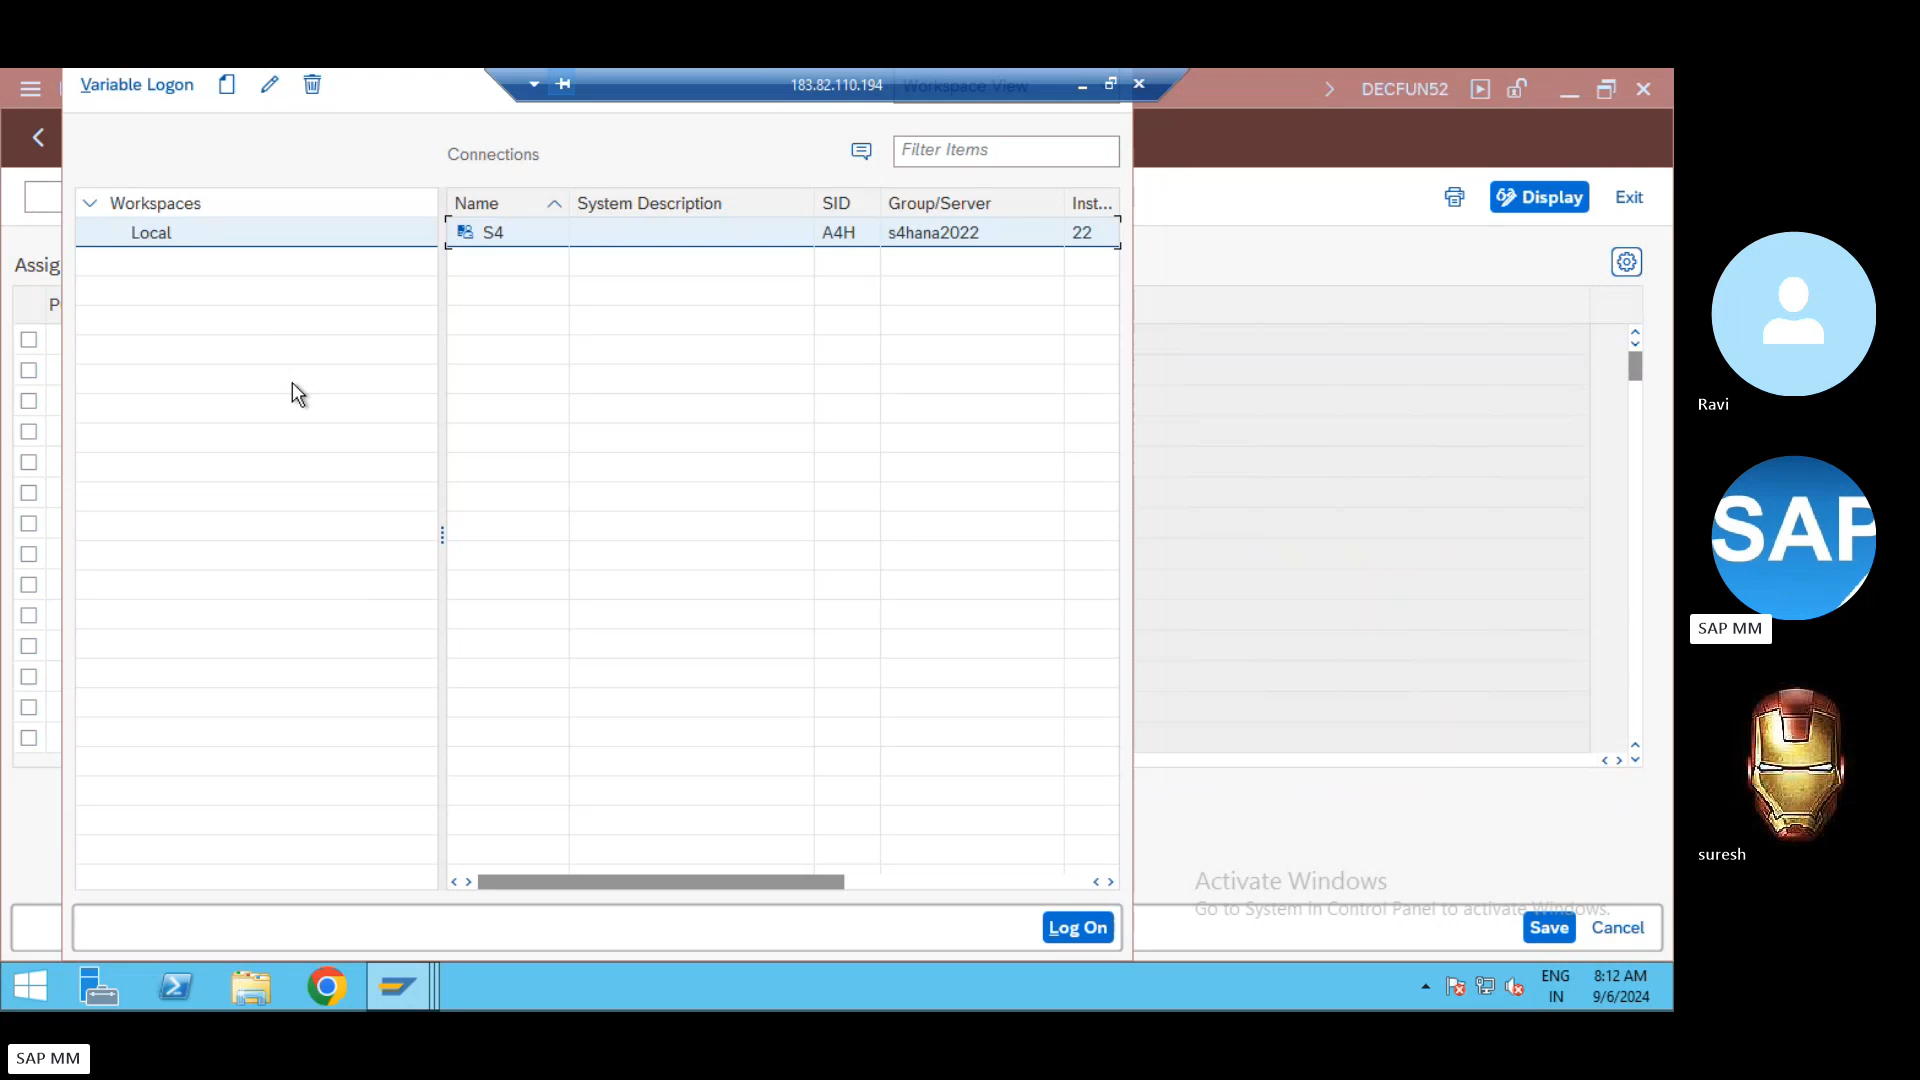 Variable Logon
183.82.110.194
Workspace View
DECFUN52
Connections
Filter Items
Display
Exit
Workspaces
Name
System Description
SID
Group/Server
Inst...
Local
S4
A4H
s4hana2022
22
Assig
P
Ravi
SAP
SAP MM
suresh
Activate Windows
Go to System in Control Panel to activate Windows.
Log On
Save
Cancel
ENG
IN
8:12 AM
9/6/2024
SAP MM